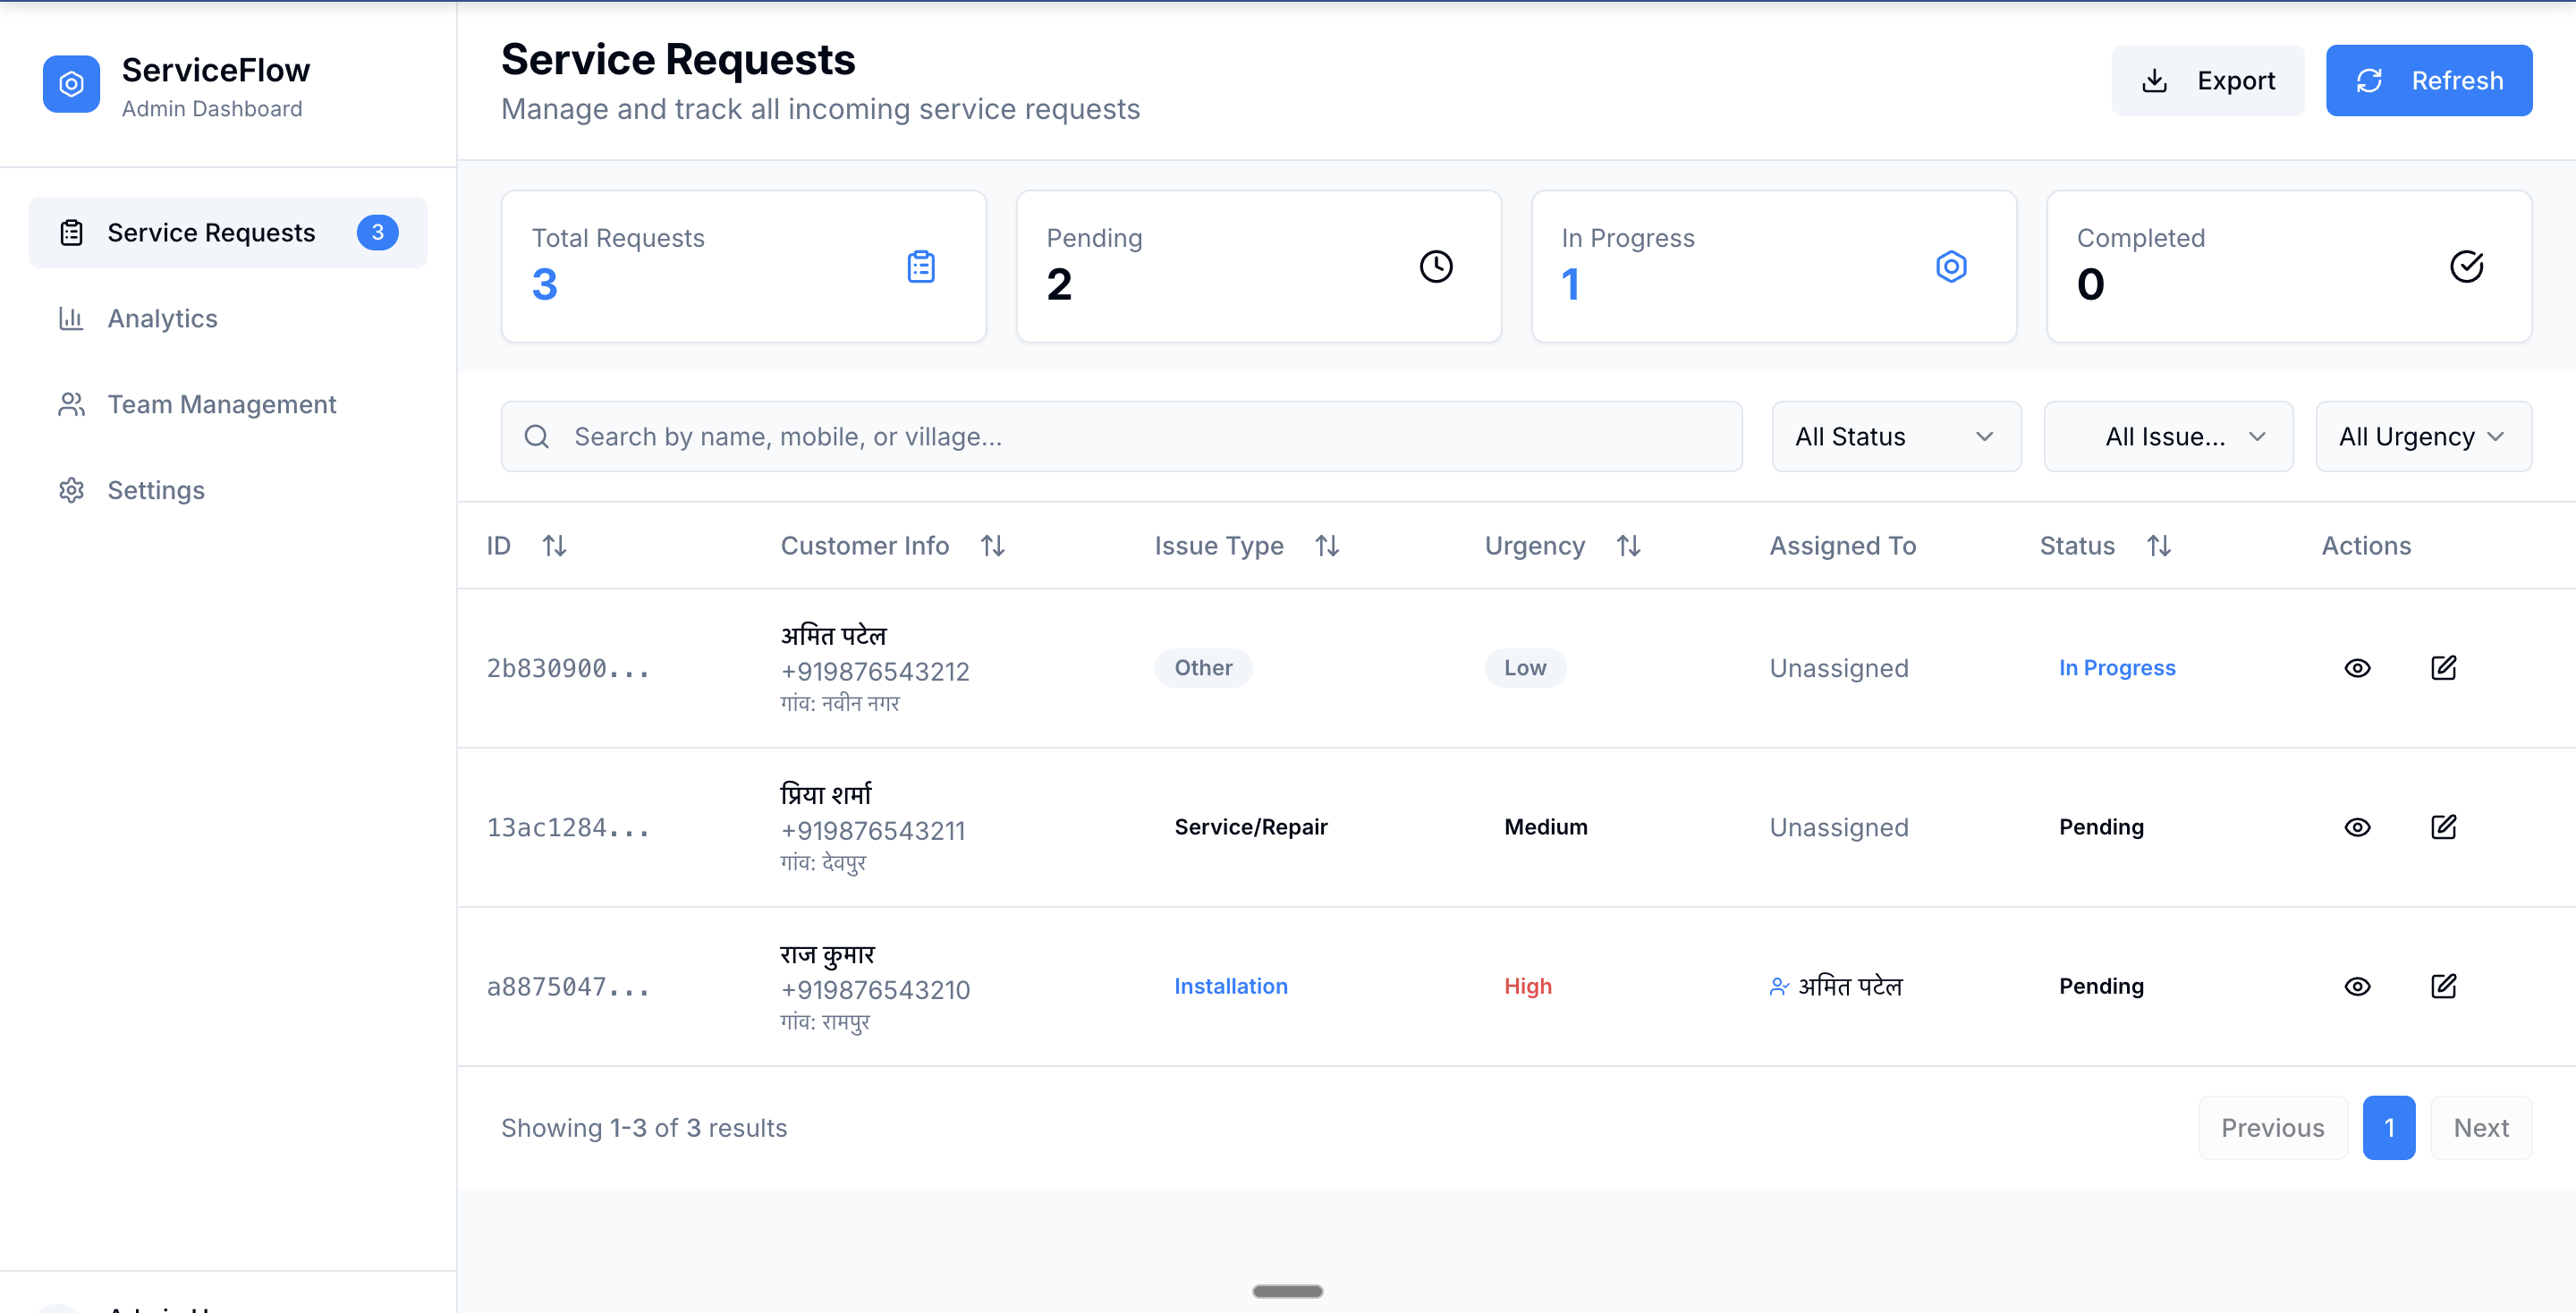 ServiceFlow
Admin Dashboard
Service Requests 3
Analytics
Team Management
Settings
Service Requests
Manage and track all incoming service requests
Export
Refresh
Total Requests
3
Pending
2
In Progress
1
Completed
0
Search by name, mobile, or village...
All Status
All Issue...
All Urgency
ID Customer Info Issue Type Urgency Assigned To Status Actions
2b830900...
अमित पटेल
+919876543212
गांव: नवीन नगर
Other
Low
Unassigned
In Progress
13ac1284...
प्रिया शर्मा
+919876543211
गांव: देवपुर
Service/Repair
Medium
Unassigned
Pending
a8875047...
राज कुमार
+919876543210
गांव: रामपुर
Installation
High
अमित पटेल
Pending
Showing 1-3 of 3 results
Previous
1
Next